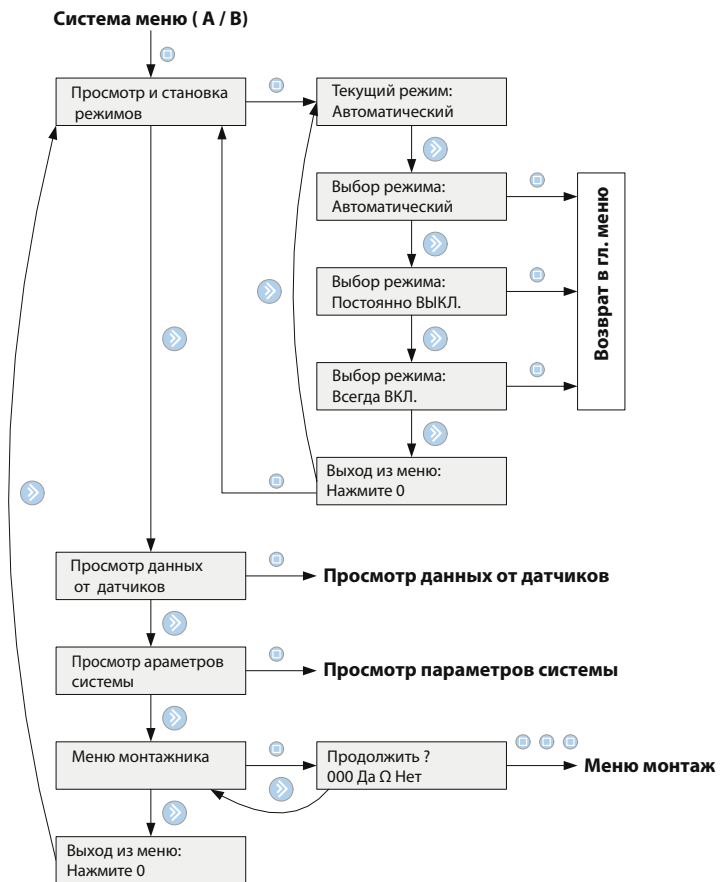 Система меню ( А / В)
Просмотр и становка
режимов
Текущий режим:
Автоматический
Выбор режима:
Автоматический
Выбор режима:
Постоянно ВЫКЛ.
Выбор режима:
Всегда ВКЛ.
Выход из меню:
Нажмите 0
Возврат в гл. меню
Просмотр данных
от датчиков
Просмотр данных от датчиков
Просмотр араметров
системы
Просмотр параметров системы
Меню монтажника
Продолжить ?
000 Да Ω Нет
Меню монтаж
Выход из меню:
Нажмите 0